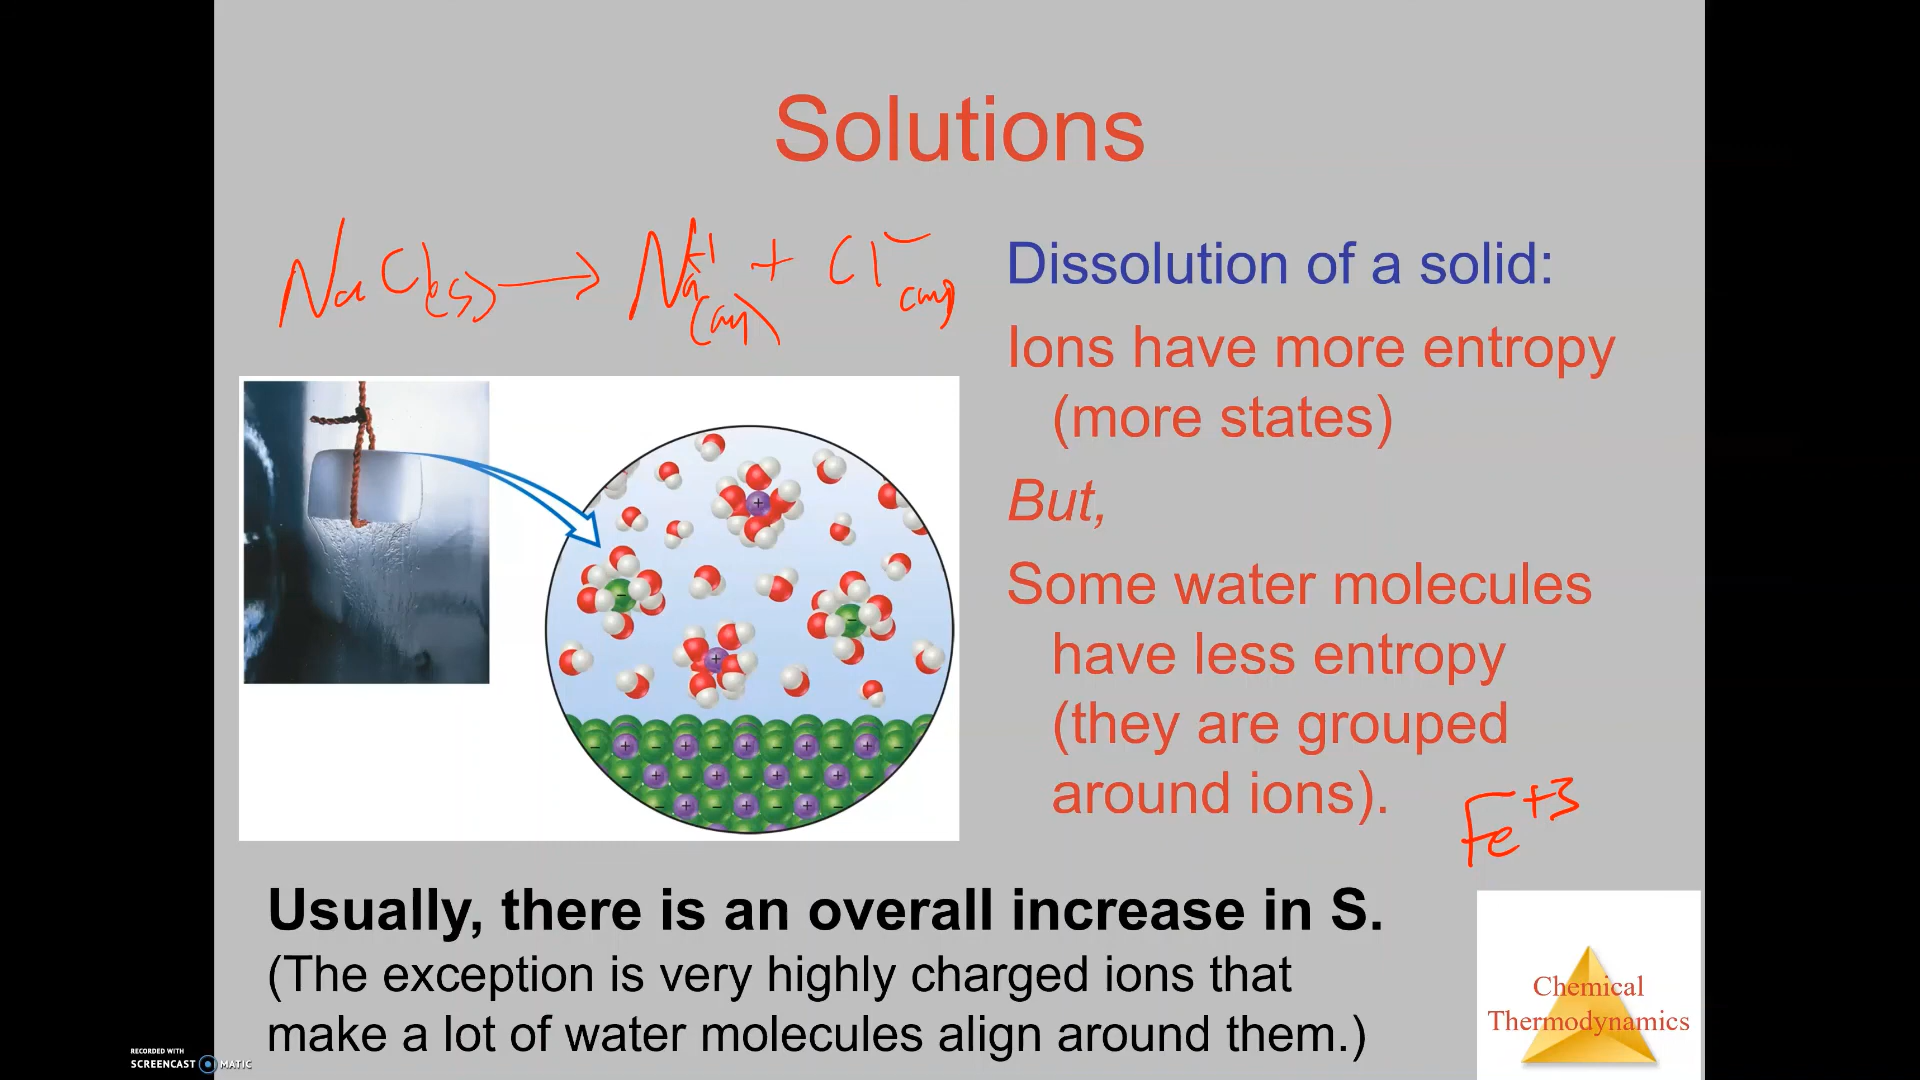 Solutions
NaCl(s) → Na+1(aq) + Cl-(aq)
Dissolution of a solid:
Ions have more entropy
(more states)
But,
Some water molecules
have less entropy
(they are grouped
around ions).
Fe+3
Usually, there is an overall increase in S.
(The exception is very highly charged ions that
make a lot of water molecules align around them.)
Chemical
Thermodynamics
RECORDED WITH
SCREENCAST MATIC